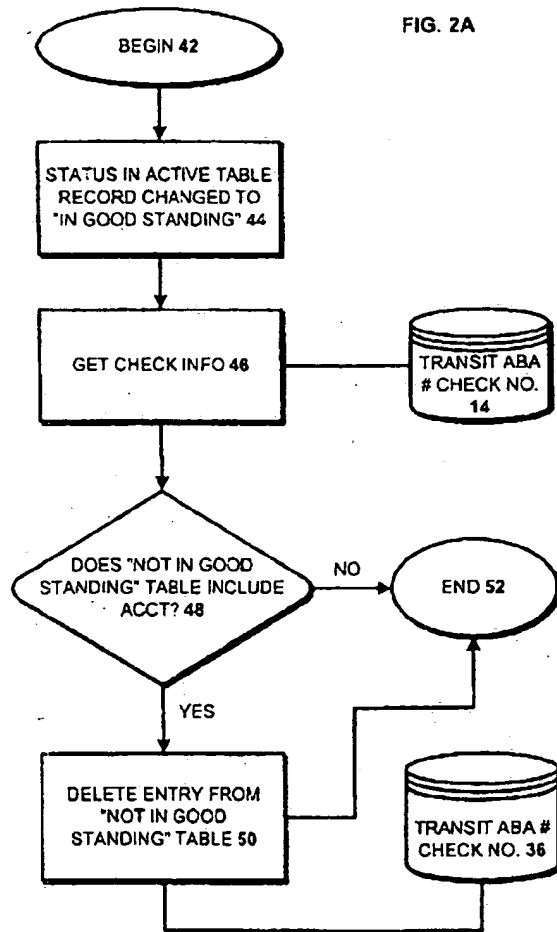 FIG. 2A
BEGIN 42
STATUS IN ACTIVE TABLE
RECORD CHANGED TO
"IN GOOD STANDING" 44
GET CHECK INFO 46
TRANSIT ABA
# CHECK NO.
14
DOES "NOT IN GOOD
STANDING" TABLE INCLUDE
ACCT? 48
NO
END 52
YES
DELETE ENTRY FROM
"NOT IN GOOD
STANDING" TABLE 50
TRANSIT ABA #
CHECK NO. 36